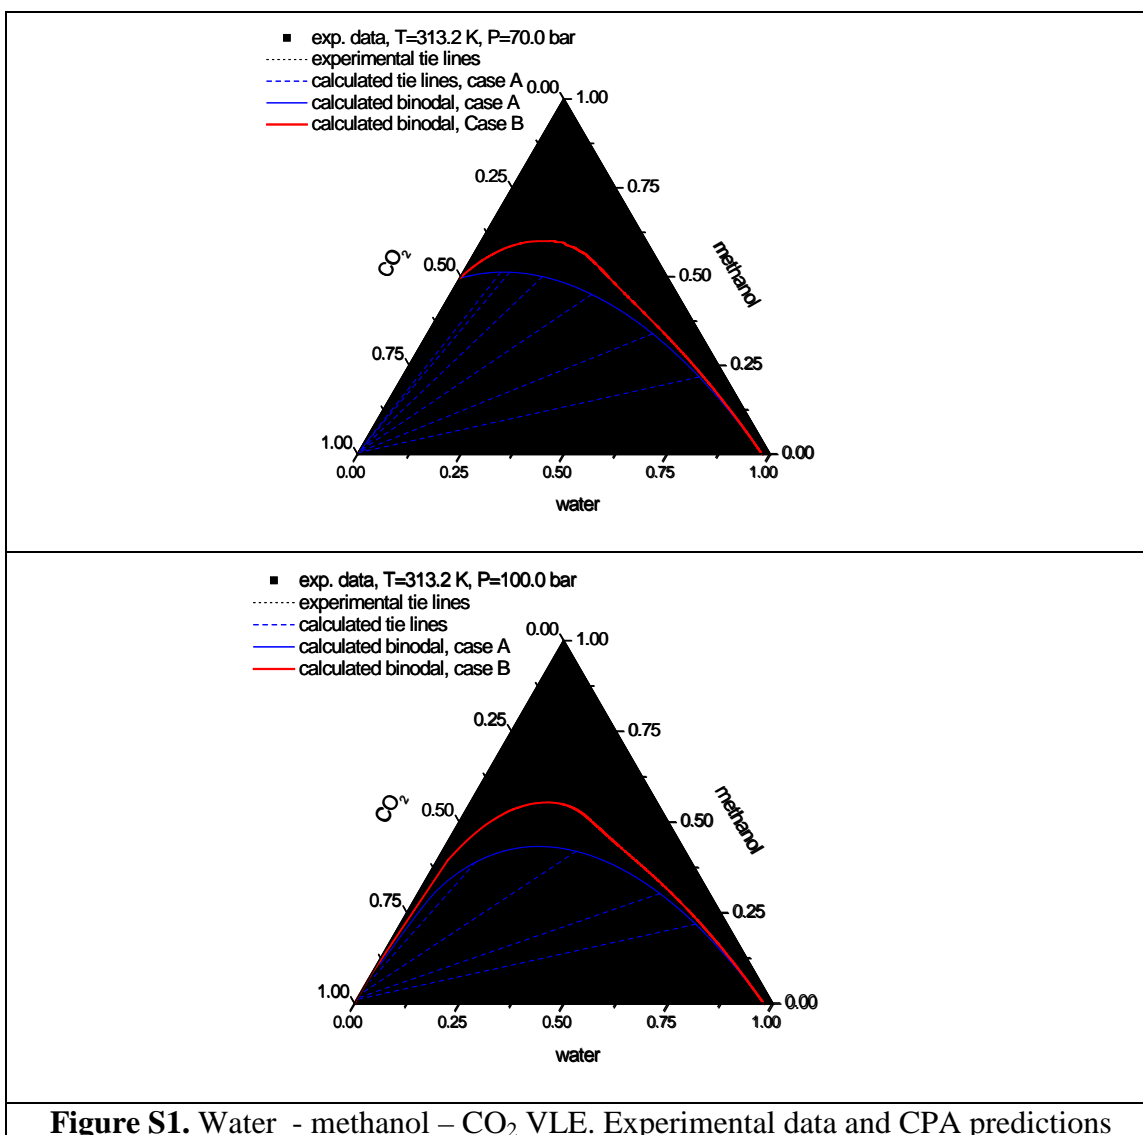 exp. data, T=313.2 K, P=70.0 bar
experimental tie lines
calculated tie lines, case A
calculated binodal, case A
calculated binodal, Case B
0.00 1.00
0.25 0.75
CO2 methanol
0.50 0.50
0.75 0.25
1.00 0.00
0.00 0.25 0.50 0.75 1.00
water
exp. data, T=313.2 K, P=100.0 bar
experimental tie lines
calculated tie lines
calculated binodal, case A
calculated binodal, case B
0.00 1.00
0.25 0.75
CO2 methanol
0.50 0.50
0.75 0.25
1.00 0.00
0.00 0.25 0.50 0.75 1.00
water
Figure S1. Water - methanol – CO2 VLE. Experimental data and CPA predictions